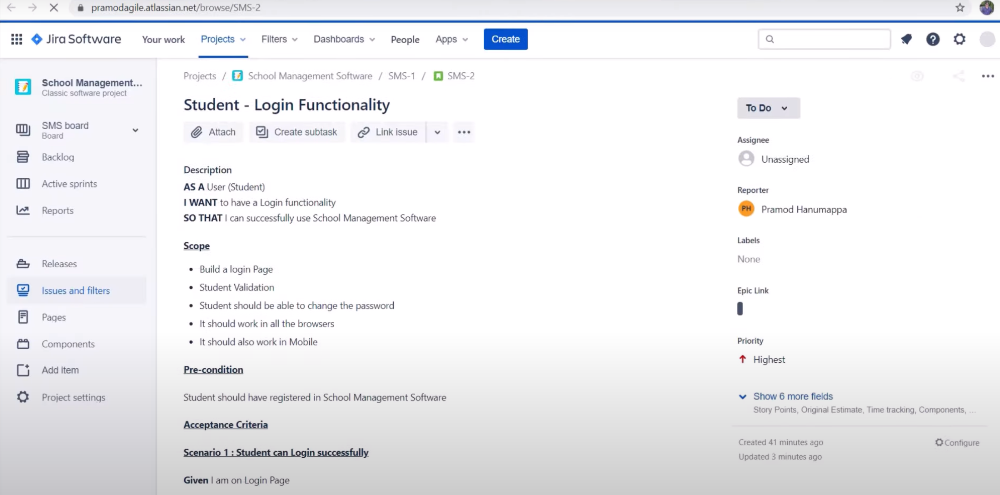 pramodagile.atlassian.net/browse/SMS-2
Jira Software Your work Projects Filters Dashboards People Apps Create
School Management...
Classic software project
SMS board
Board
Backlog
Active sprints
Reports
Releases
Issues and filters
Pages
Components
Add item
Project settings
Projects / School Management Software / SMS-1 / SMS-2
Student - Login Functionality
Attach Create subtask Link issue
Description
AS A User (Student)
I WANT to have a Login functionality
SO THAT I can successfully use School Management Software
Scope
• Build a login Page
• Student Validation
• Student should be able to change the password
• It should work in all the browsers
• It should also work in Mobile
Pre-condition
Student should have registered in School Management Software
Acceptance Criteria
Scenario 1 : Student can Login successfully
Given I am on Login Page
To Do
Assignee
Unassigned
Reporter
PH Pramod Hanumappa
Labels
None
Epic Link
Priority
Highest
Show 6 more fields
Story Points, Original Estimate, Time tracking, Components, ...
Created 41 minutes ago Configure
Updated 3 minutes ago